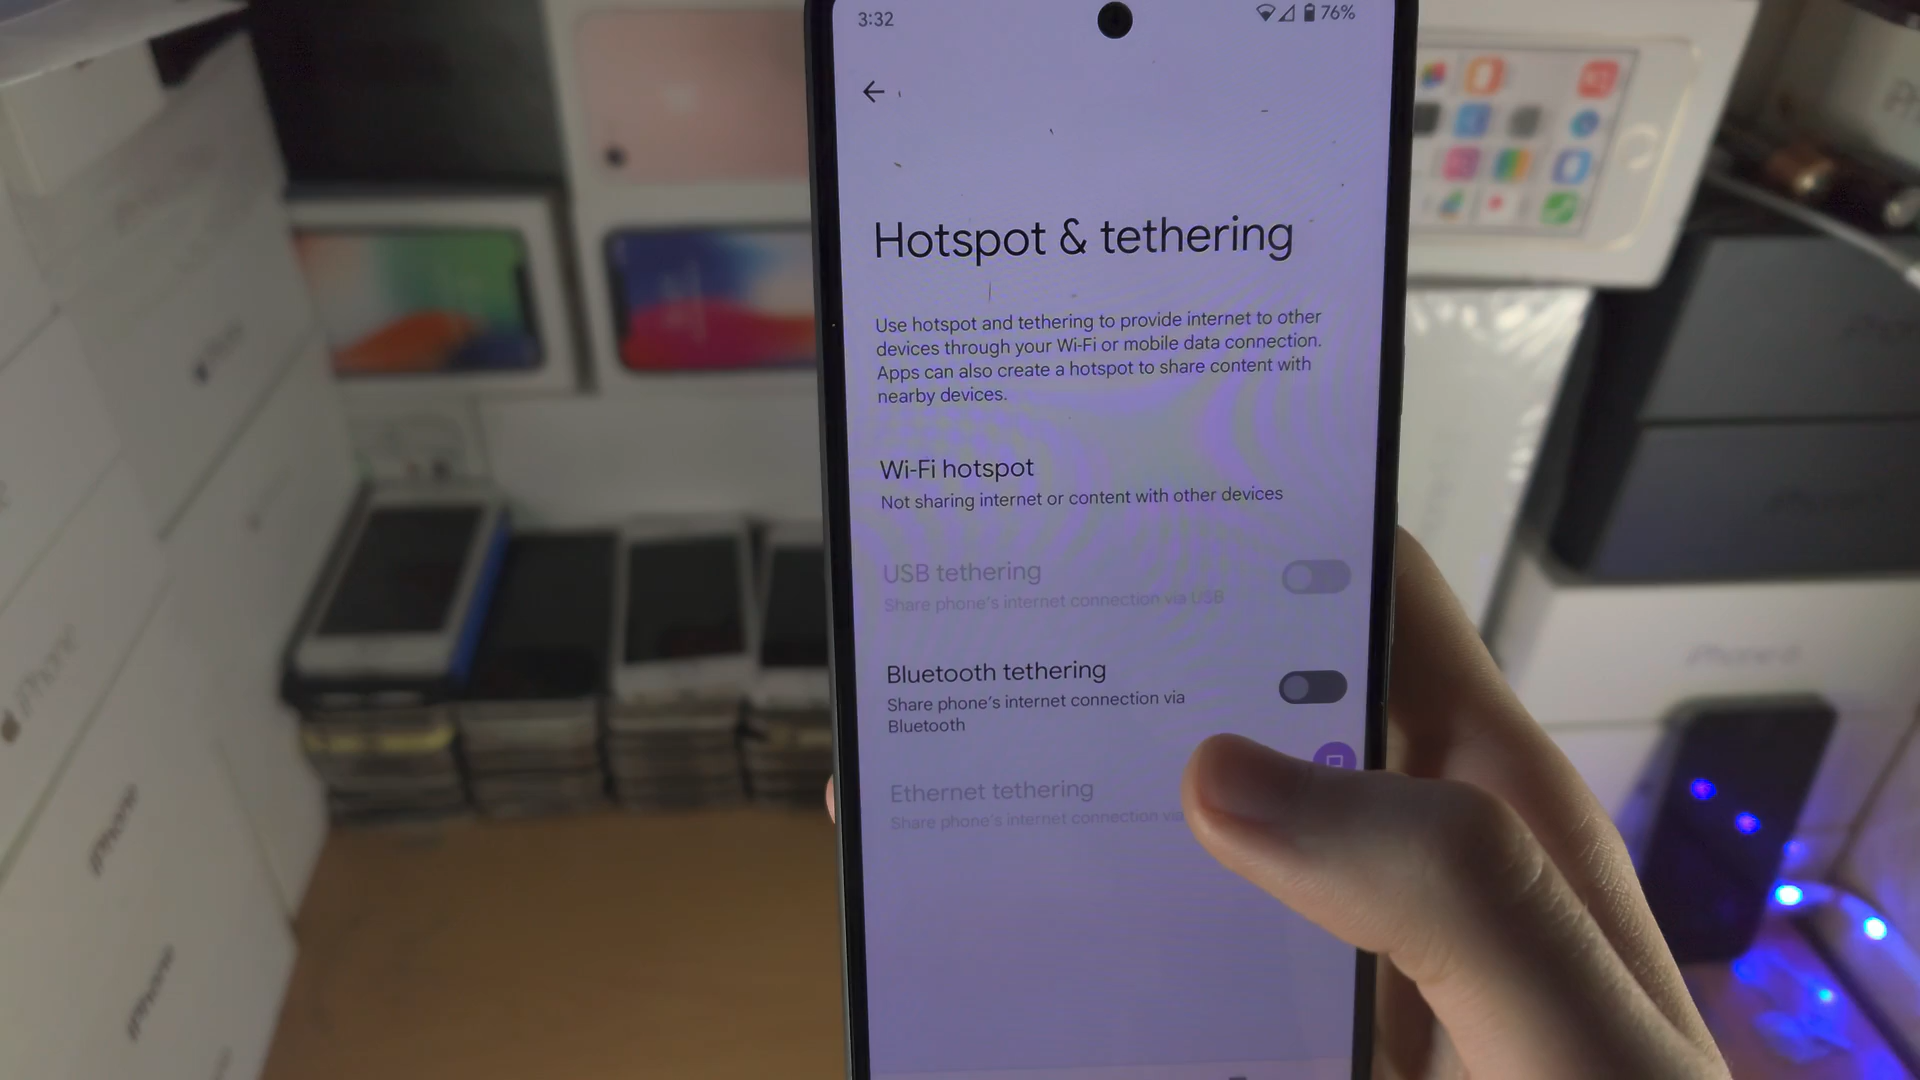 3:32
76%
Hotspot & tethering
Use hotspot and tethering to provide internet to other
devices through your Wi-Fi or mobile data connection.
Apps can also create a hotspot to share content with
nearby devices.
Wi-Fi hotspot
Not sharing internet or content with other devices
USB tethering
Share phone's internet connection via USB
Bluetooth tethering
Share phone's internet connection via
Bluetooth
Ethernet tethering
Share phone's internet connection via
iPhone
iPhone
iPhone